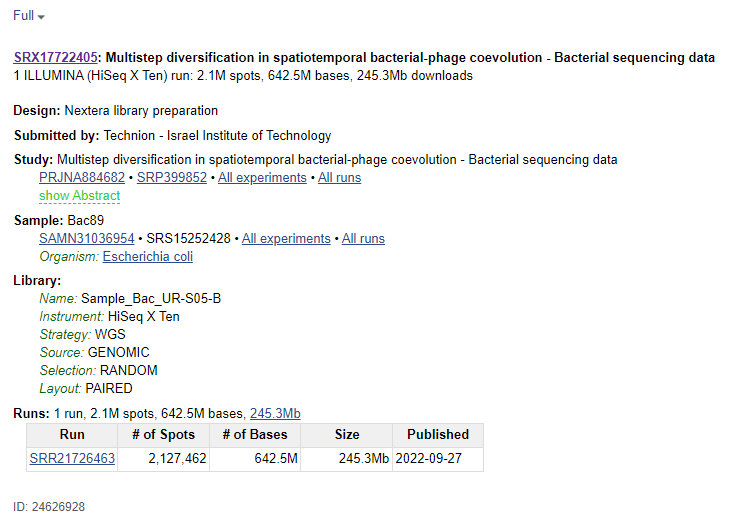 Full
SRX17722405: Multistep diversification in spatiotemporal bacterial-phage coevolution - Bacterial sequencing data
1 ILLUMINA (HiSeq X Ten) run: 2.1M spots, 642.5M bases, 245.3Mb downloads
Design: Nextera library preparation
Submitted by: Technion - Israel Institute of Technology
Study: Multistep diversification in spatiotemporal bacterial-phage coevolution - Bacterial sequencing data
PRJNA884682 • SRP399852 • All experiments • All runs
show Abstract
Sample: Bac89
SAMN31036954 • SRS15252428 • All experiments • All runs
Organism: Escherichia coli
Library:
Name: Sample_Bac_UR-S05-B
Instrument: HiSeq X Ten
Strategy: WGS
Source: GENOMIC
Selection: RANDOM
Layout: PAIRED
Runs: 1 run, 2.1M spots, 642.5M bases, 245.3Mb
Run # of Spots # of Bases Size Published
SRR21726463 2,127,462 642.5M 245.3Mb 2022-09-27
ID: 24626928